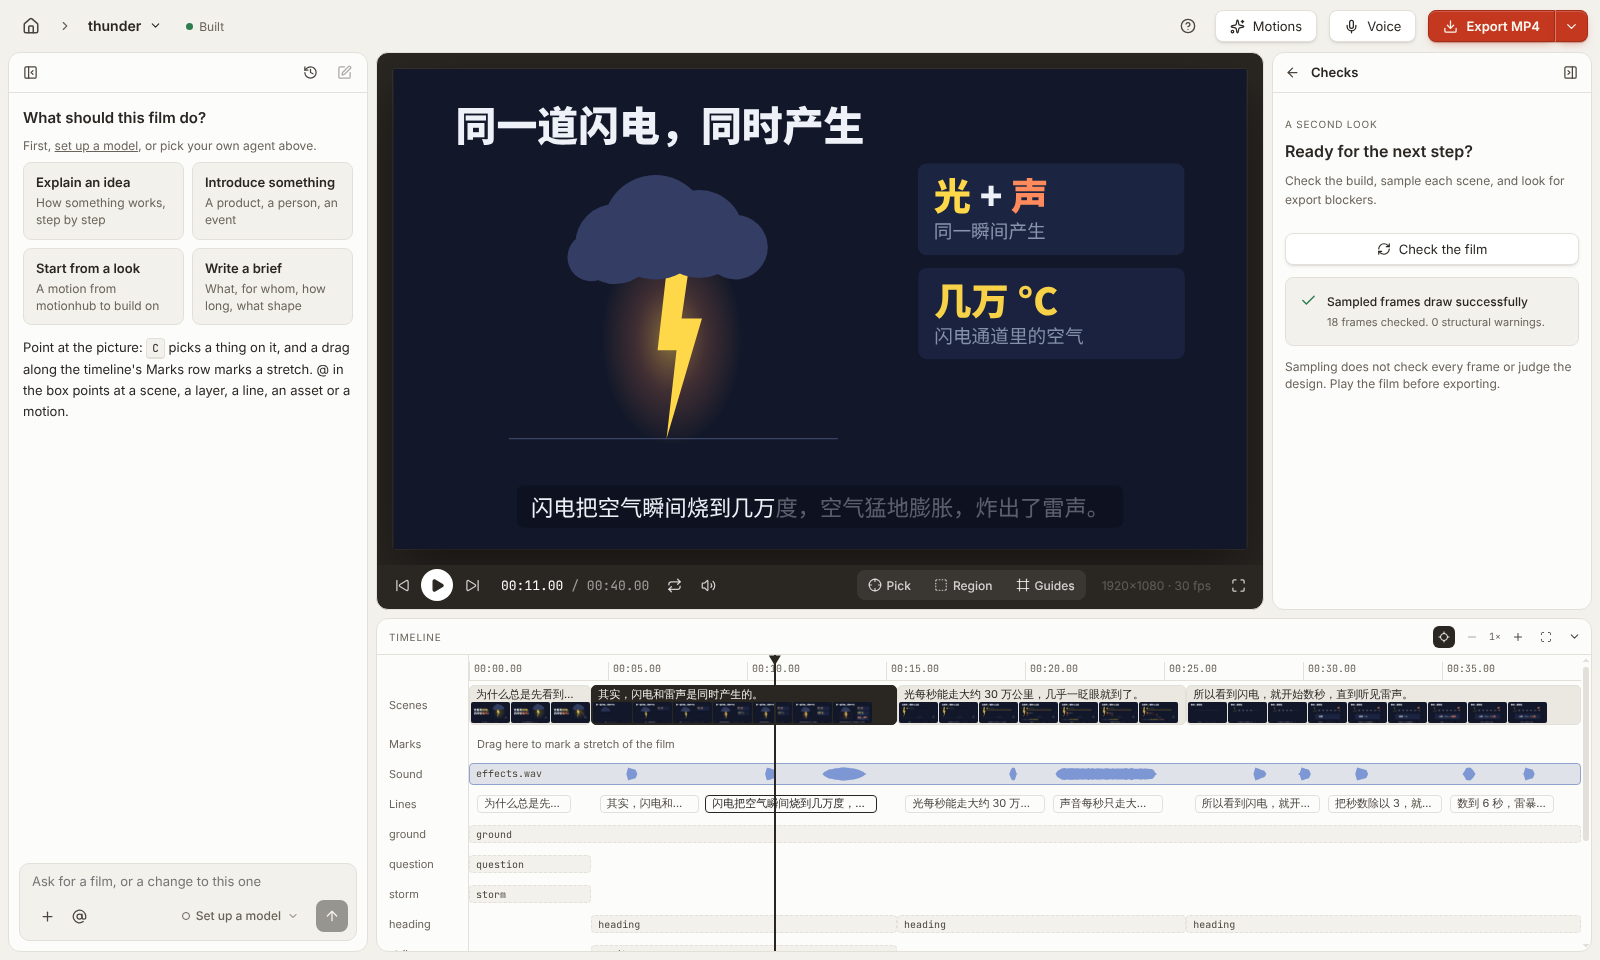 thunder
Built
Motions
Voice
Export MP4
What should this film do?
First, set up a model, or pick your own agent above.
Explain an idea
How something works, step by step
Introduce something
A product, a person, an event
Start from a look
A motion from motionhub to build on
Write a brief
What, for whom, how long, what shape
Point at the picture: C picks a thing on it, and a drag
along the timeline's Marks row marks a stretch. @ in
the box points at a scene, a layer, a line, an asset or a
motion.
Ask for a film, or a change to this one
Set up a model
同一道闪电，同时产生
光 + 声
同一瞬间产生
几万 °C
闪电通道里的空气
闪电把空气瞬间烧到几万度，空气猛地膨胀，炸出了雷声。
00:11.00 / 00:40.00
Pick
Region
Guides
1920×1080 · 30 fps
Checks
A SECOND LOOK
Ready for the next step?
Check the build, sample each scene, and look for
export blockers.
Check the film
Sampled frames draw successfully
18 frames checked. 0 structural warnings.
Sampling does not check every frame or judge the
design. Play the film before exporting.
TIMELINE
1×
00:00.00 00:05.00 00:10.00 00:15.00 00:20.00 00:25.00 00:30.00 00:35.00
Scenes
为什么总是先看到...
其实，闪电和雷声是同时产生的。
光每秒能走大约 30 万公里，几乎一眨眼就到了。
所以看到闪电，就开始数秒，直到听见雷声。
Marks
Drag here to mark a stretch of the film
Sound
effects.wav
Lines
为什么总是先...
其实，闪电和...
闪电把空气瞬间烧到几万度，...
光每秒能走大约 30 万...
声音每秒只走大...
所以看到闪电，就开...
把秒数除以 3，就...
数到 6 秒，雷暴...
ground
ground
question
question
storm
storm
heading
heading
heading
heading